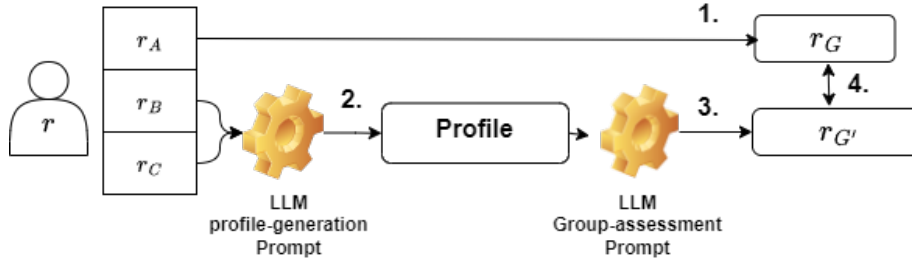 1.
r_A
r_G
r
r_B
2.
Profile
3.
4.
r_G'
r_C
LLM
profile-generation
Prompt
LLM
Group-assessment
Prompt